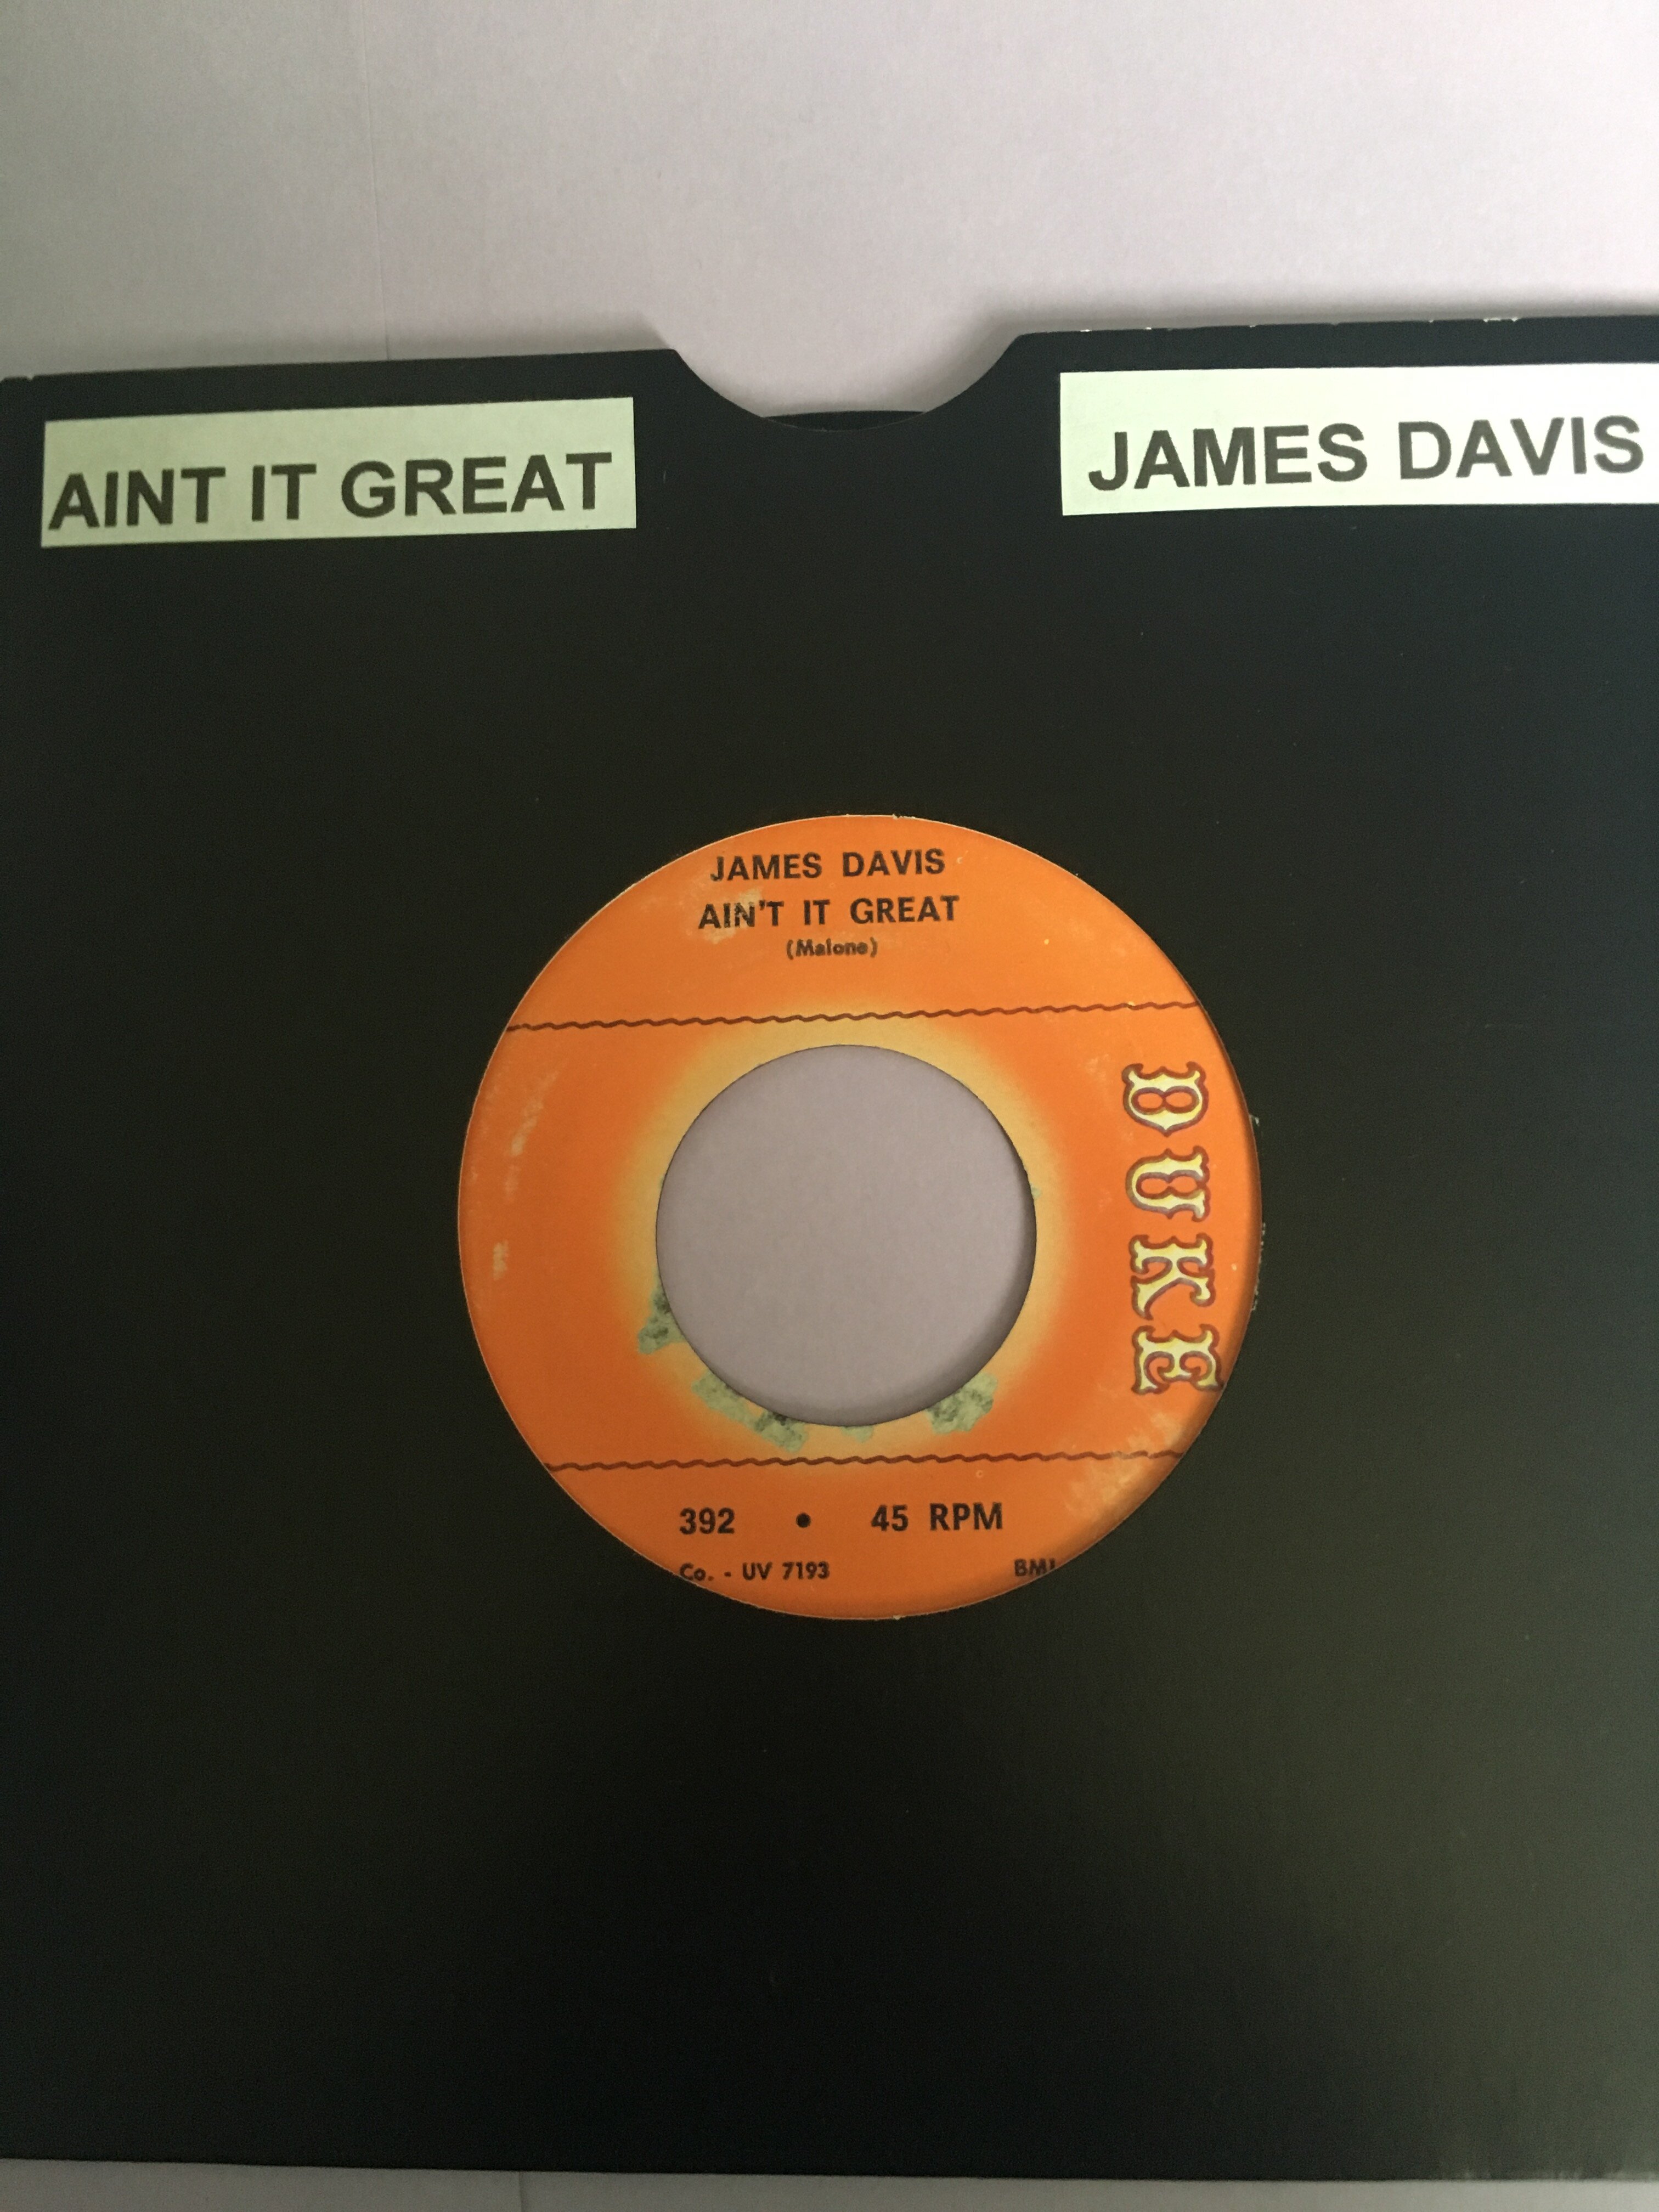 AINT IT GREAT
JAMES DAVIS
JAMES DAVIS
AIN'T IT GREAT
(Malone)
DUKE
392 • 45 RPM
Co. - UV 7193 BMI